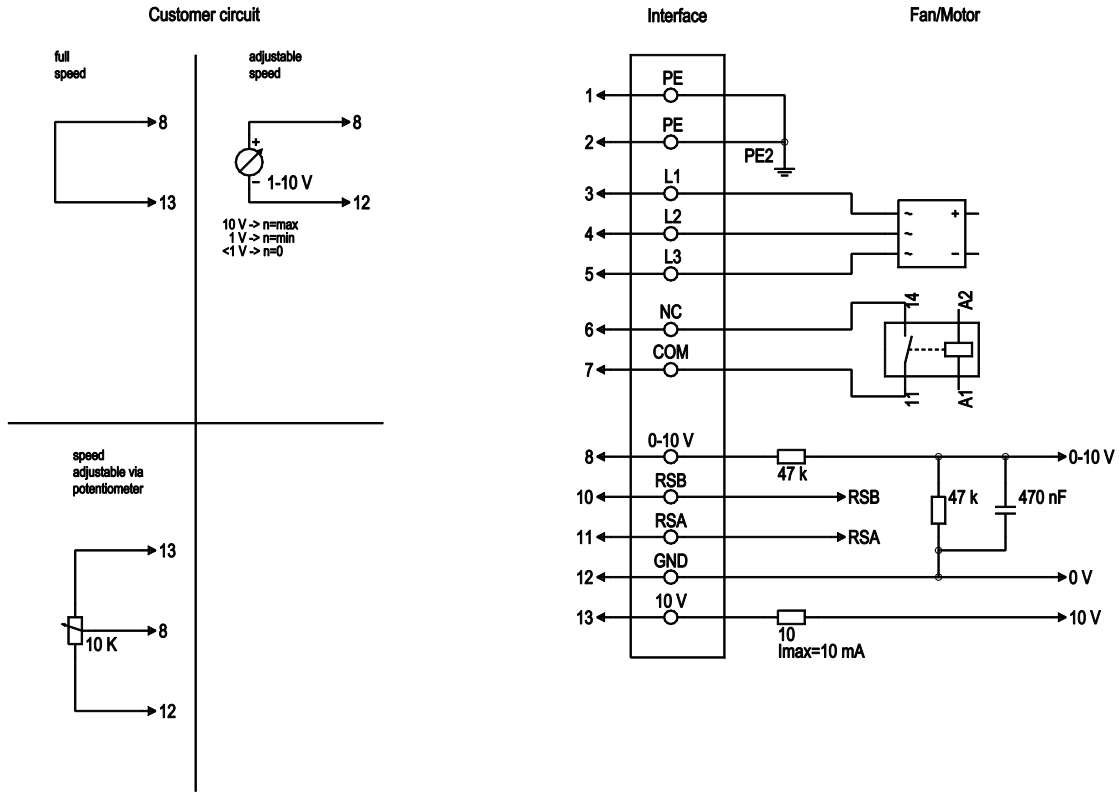 Customer circuit
Interface
Fan/Motor
full
speed
8
13
adjustable
speed
8
+
–
1-10 V
12
10 V -> n=max
1 V -> n=min
<1 V -> n=0
speed
adjustable via
potentiometer
13
8
10 K
12
1
PE
2
PE
PE2
3
L1
4
L2
5
L3
~ +
~
~ –
6
NC
14
A2
7
COM
11
A1
8
0-10 V
47 k
0-10 V
10
RSB
RSB
47 k
470 nF
11
RSA
RSA
12
GND
0 V
13
10 V
10
Imax=10 mA
10 V